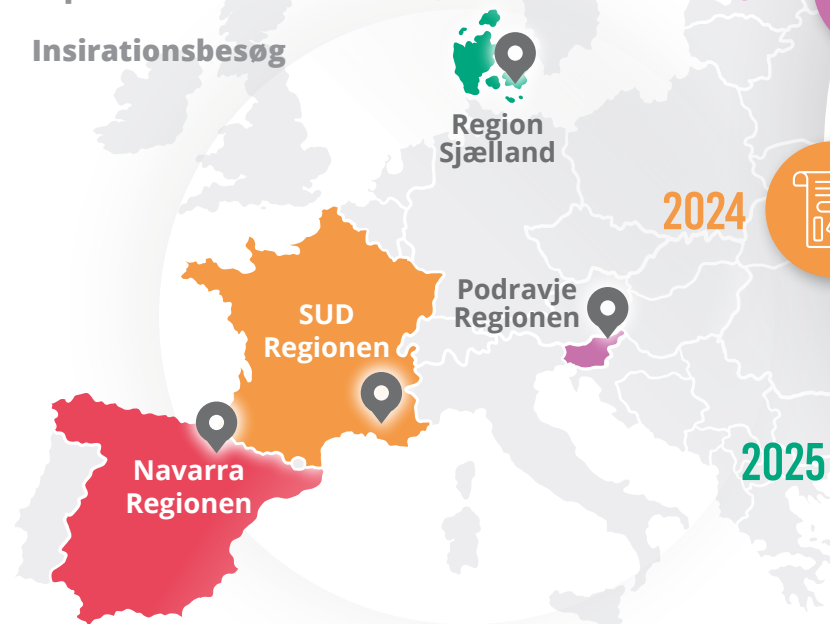 Insirationsbesøg
Region
Sjælland
2024
Podravje
Regionen
SUD
Regionen
2025
Navarra
Regionen